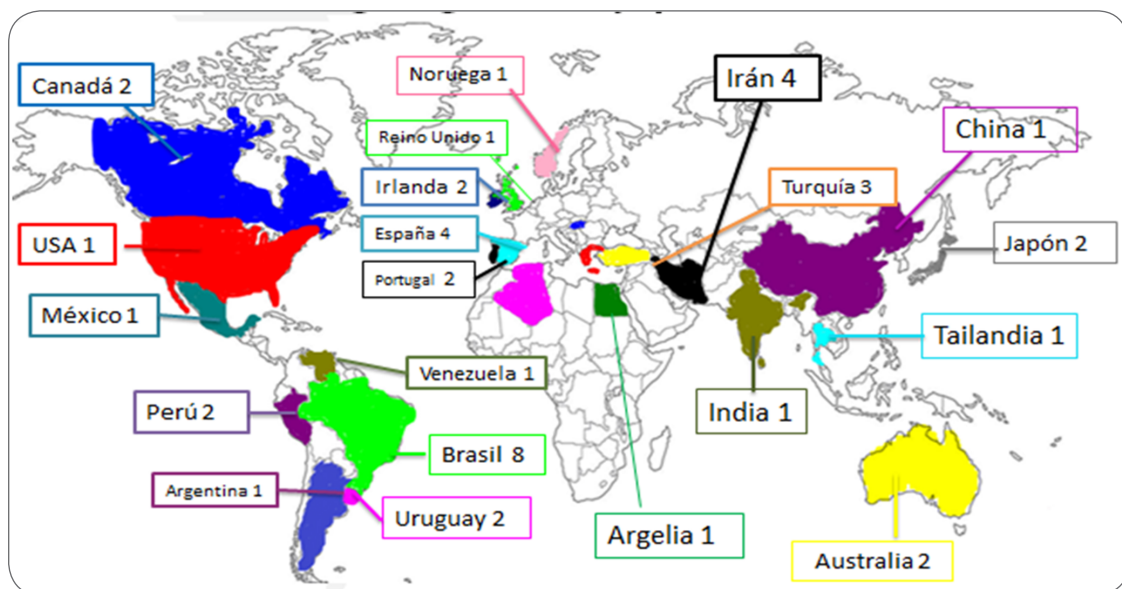 Canadá 2
Noruega 1
Irán 4
China 1
Reino Unido 1
Irlanda 2
Turquía 3
USA 1
España 4
Japón 2
Portugal 2
México 1
Tailandia 1
Venezuela 1
Perú 2
India 1
Brasil 8
Argentina 1
Uruguay 2
Argelia 1
Australia 2